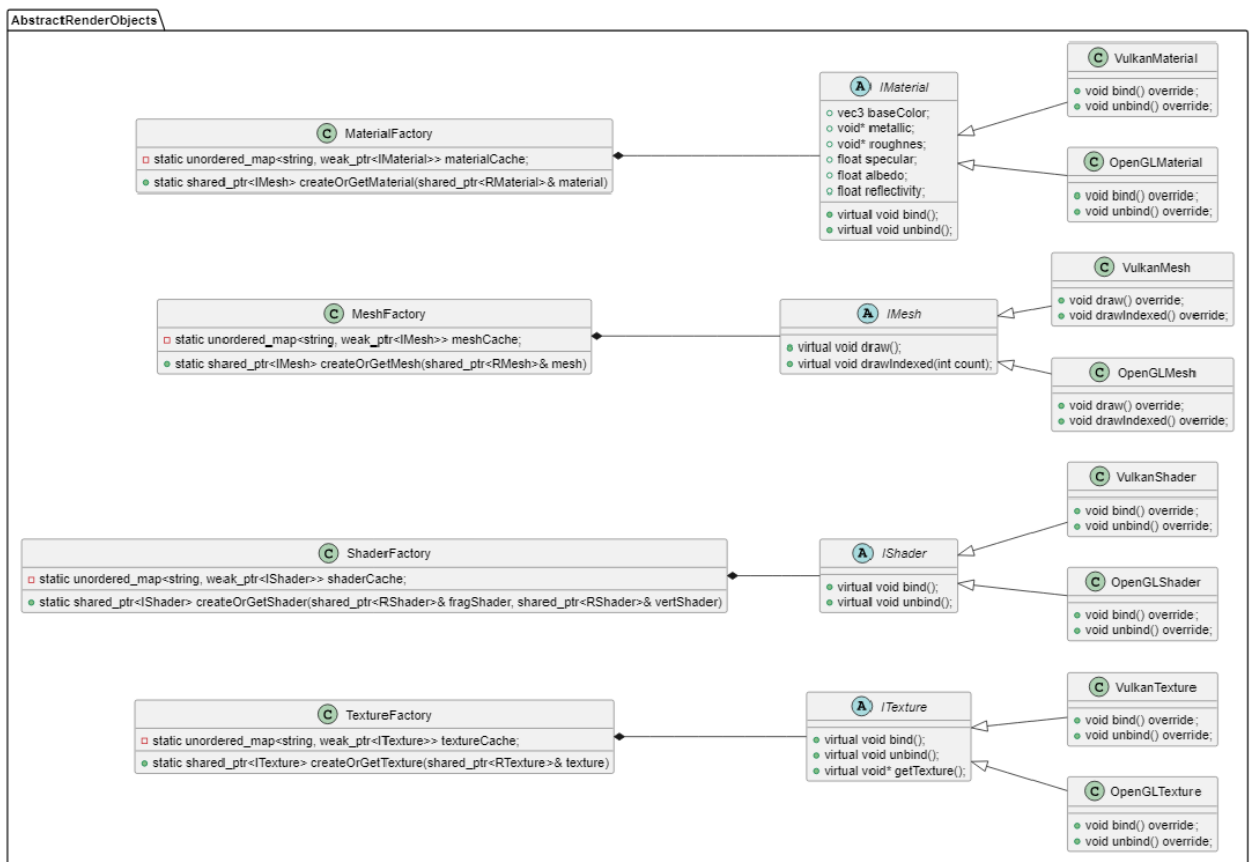 AbstractRenderObjects
C VulkanMaterial
void bind() override;
void unbind() override;
A IMaterial
vec3 baseColor;
void* metallic;
void* roughnes;
float specular;
float albedo;
float reflectivity;
virtual void bind();
virtual void unbind();
C MaterialFactory
static unordered_map<string, weak_ptr<IMaterial>> materialCache;
static shared_ptr<IMesh> createOrGetMaterial(shared_ptr<RMaterial>& material)
C OpenGLMaterial
void bind() override;
void unbind() override;
C VulkanMesh
void draw() override;
void drawIndexed() override;
C MeshFactory
static unordered_map<string, weak_ptr<IMesh>> meshCache;
static shared_ptr<IMesh> createOrGetMesh(shared_ptr<RMesh>& mesh)
A IMesh
virtual void draw();
virtual void drawIndexed(int count);
C OpenGLMesh
void draw() override;
void drawIndexed() override;
C VulkanShader
void bind() override;
void unbind() override;
C ShaderFactory
static unordered_map<string, weak_ptr<IShader>> shaderCache;
static shared_ptr<IShader> createOrGetShader(shared_ptr<RShader>& fragShader, shared_ptr<RShader>& vertShader)
A IShader
virtual void bind();
virtual void unbind();
C OpenGLShader
void bind() override;
void unbind() override;
C VulkanTexture
void bind() override;
void unbind() override;
C TextureFactory
static unordered_map<string, weak_ptr<ITexture>> textureCache;
static shared_ptr<ITexture> createOrGetTexture(shared_ptr<RTexture>& texture)
A ITexture
virtual void bind();
virtual void unbind();
virtual void* getTexture();
C OpenGLTexture
void bind() override;
void unbind() override;